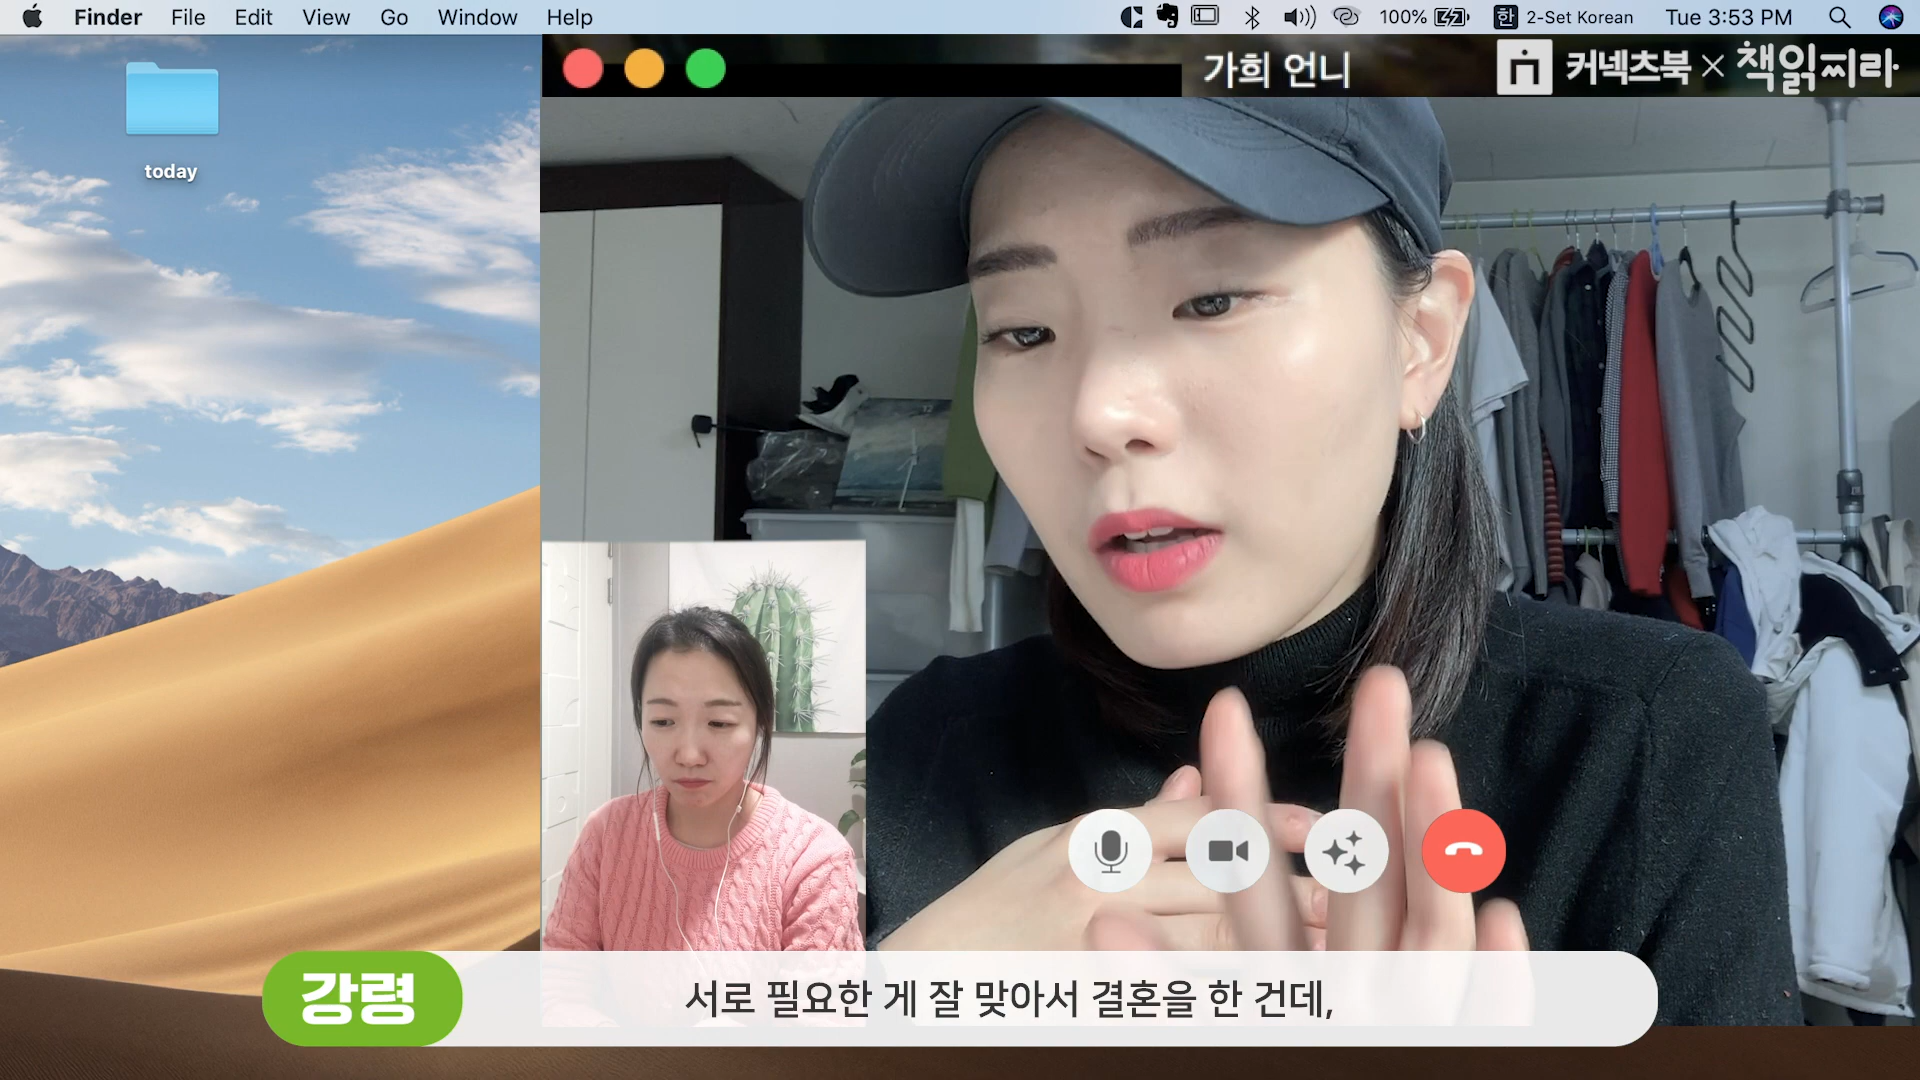 Finder File Edit View Go Window Help 100% 한 2-Set Korean Tue 3:53 PM
today
가희 언니
커넥츠북 × 책읽찌라
강령
서로 필요한 게 잘 맞아서 결혼을 한 건데,